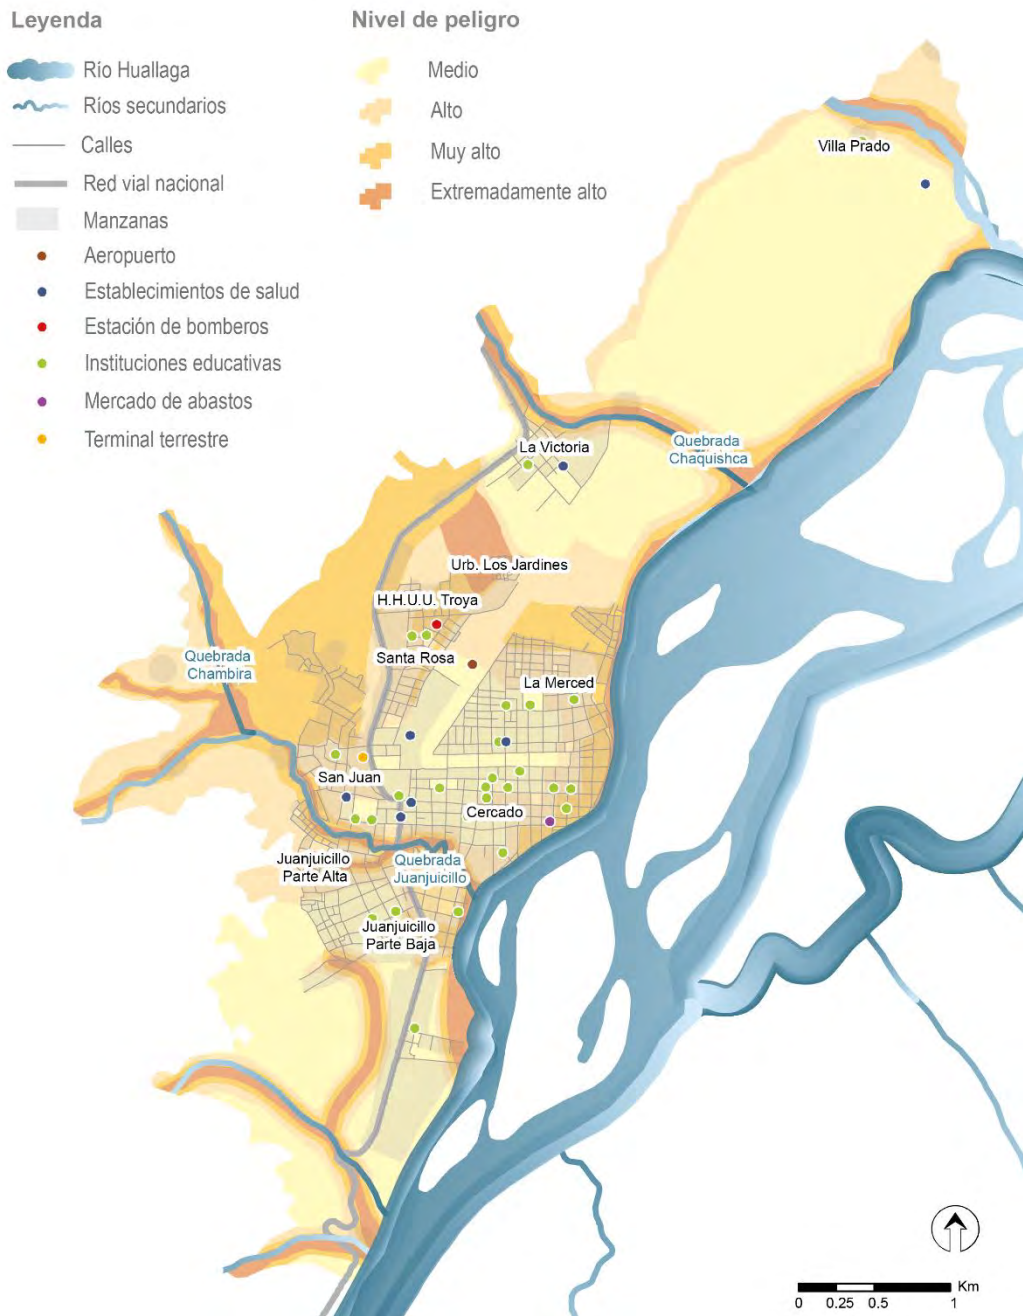 Leyenda
Río Huallaga
Ríos secundarios
Calles
Red vial nacional
Manzanas
Aeropuerto
Establecimientos de salud
Estación de bomberos
Instituciones educativas
Mercado de abastos
Terminal terrestre
Nivel de peligro
Medio
Alto
Muy alto
Extremadamente alto
Villa Prado
La Victoria
Quebrada
Chaquishca
Urb. Los Jardines
H.H.U.U. Troya
Santa Rosa
Quebrada
Chambira
La Merced
San Juan
Cercado
Juanjuicillo
Parte Alta
Quebrada
Juanjuicillo
Juanjuicillo
Parte Baja
Km
0 0.25 0.5 1